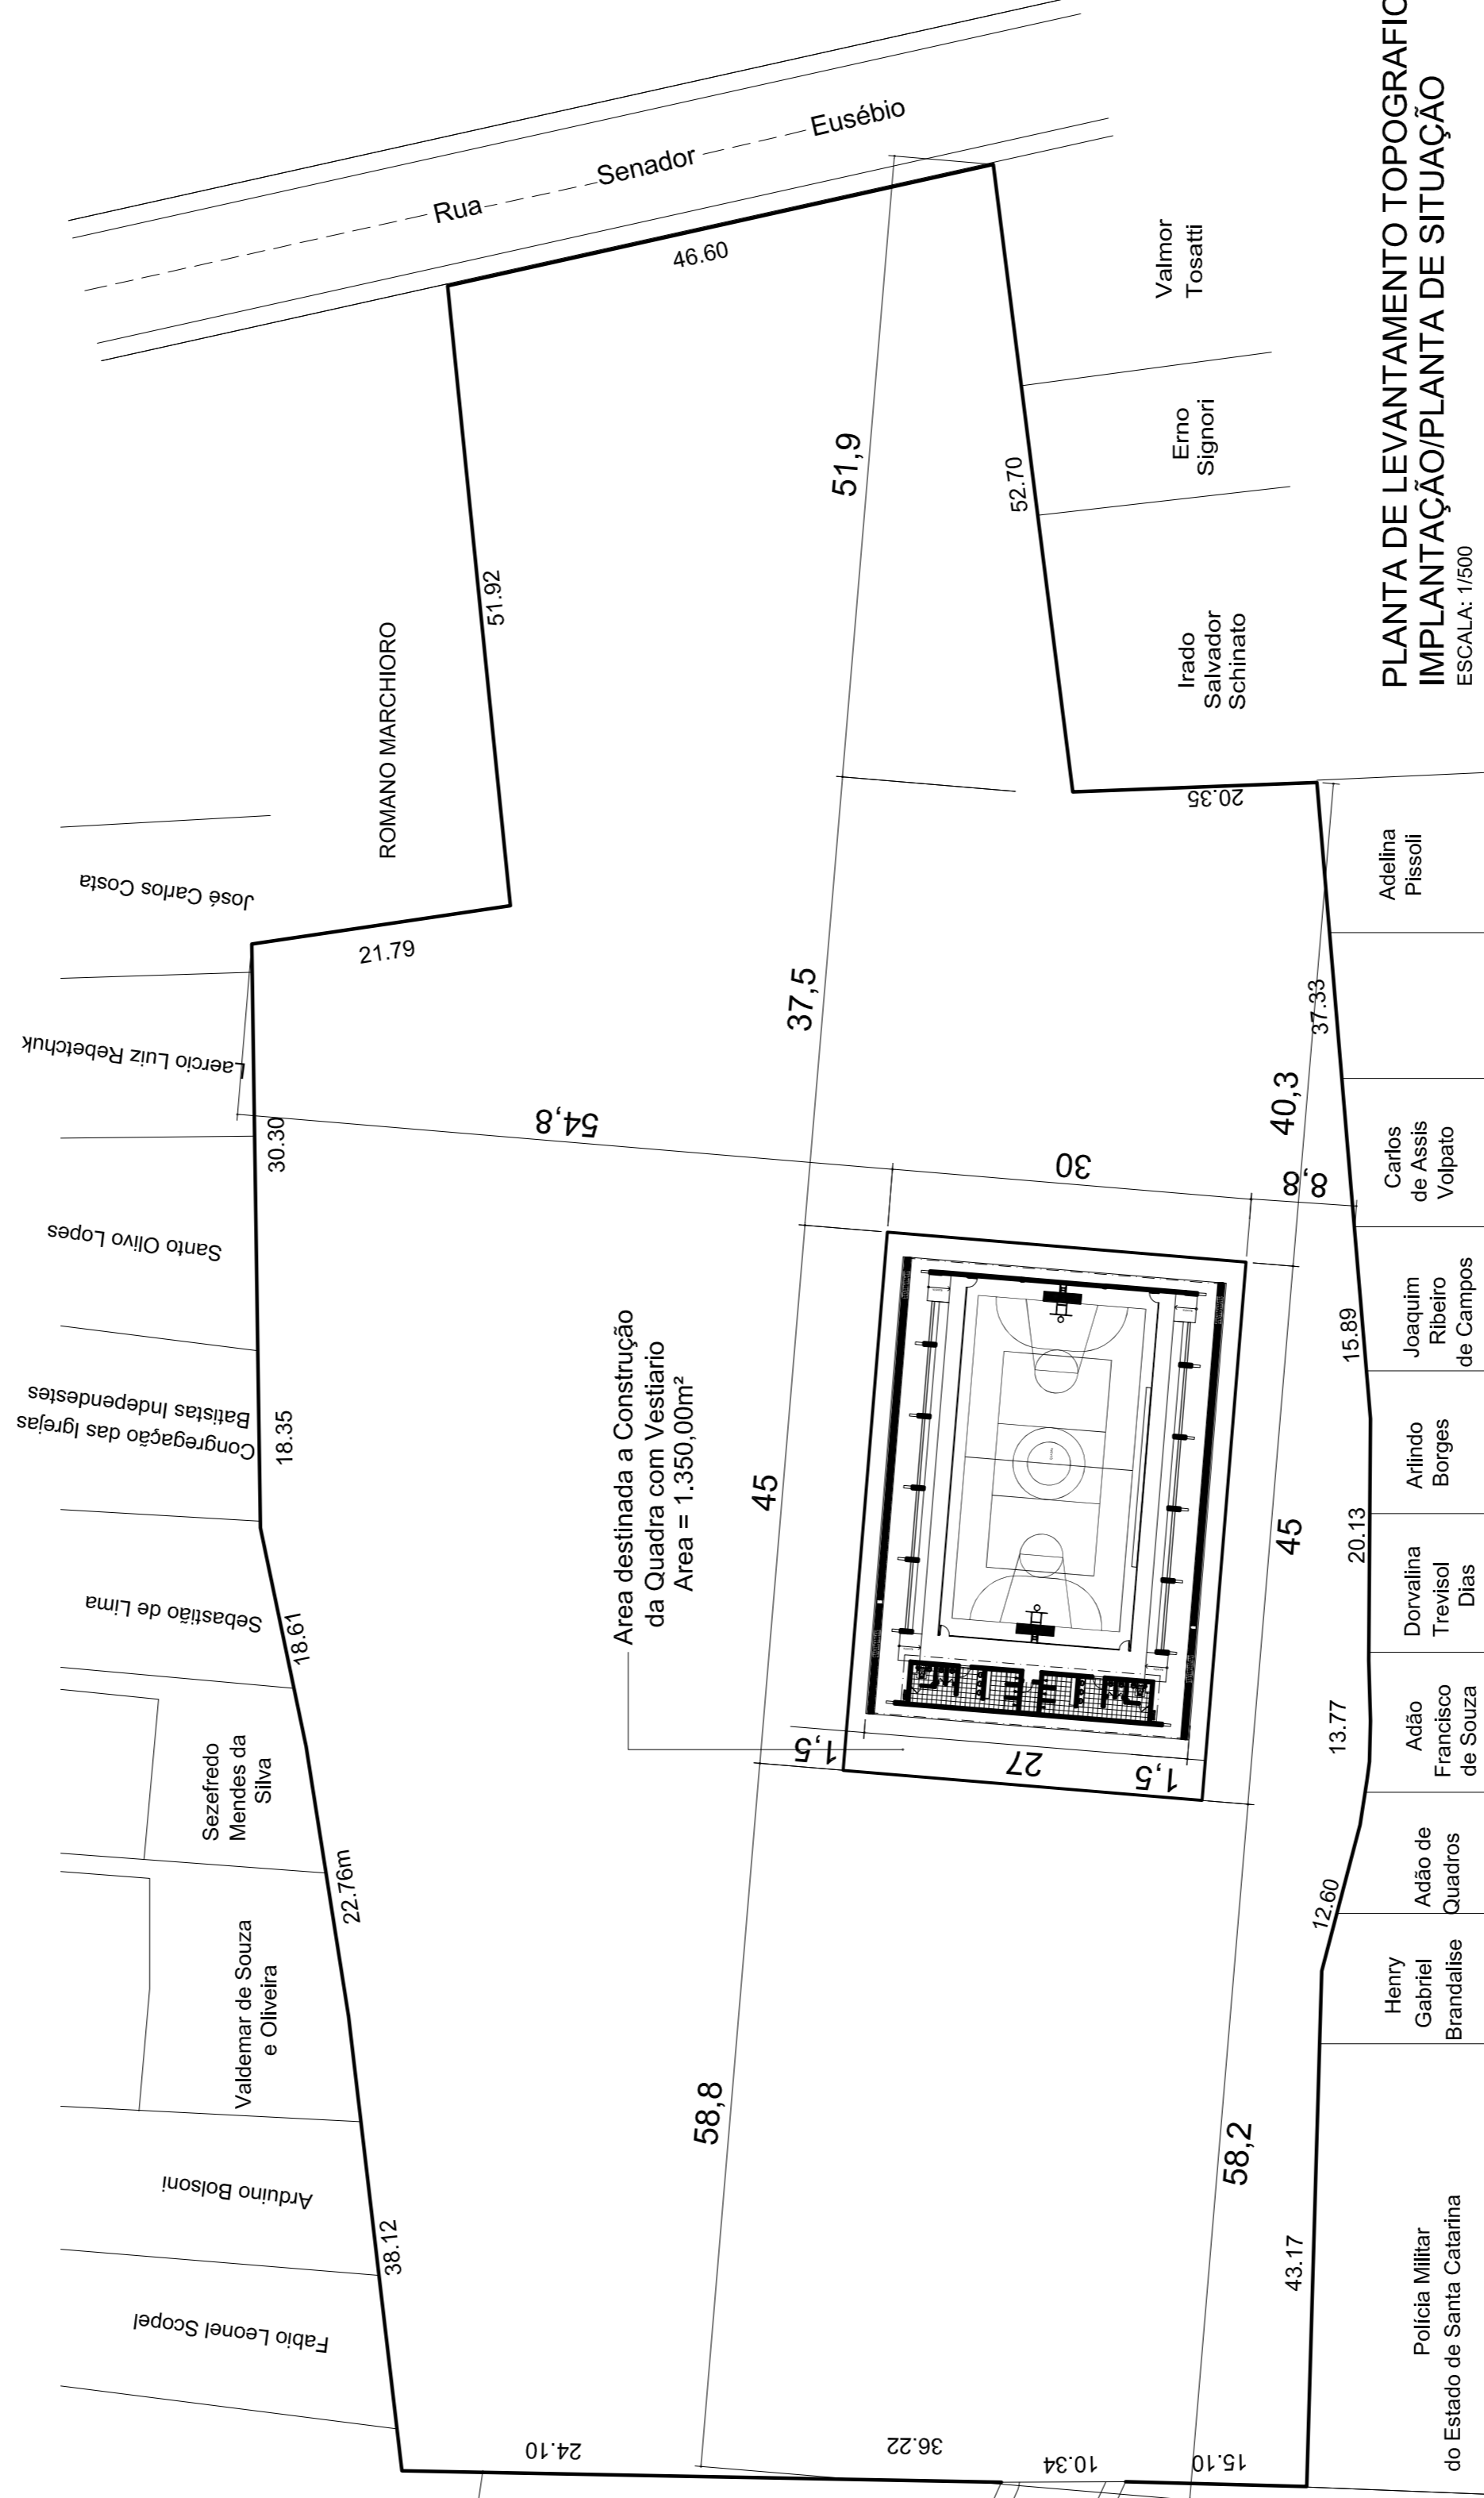 Rua
Senador
Eusébio
46.60
Valmor
Tosatti
51,9
52.70
Erno
Signori
51.92
ROMANO MARCHIORO
Irado
Salvador
Schinato
PLANTA DE LEVANTAMENTO TOPOGRAFIC
IMPLANTAÇÃO/PLANTA DE SITUAÇÃO
ESCALA: 1/500
20.35
José Carlos Costa
21.79
Adelina
Pissoli
37,5
37.33
Laercio Luiz Rebetchuk
30.30
54,8
40,3
30
8,8
Carlos
de Assis
Volpato
Santo Olivo Lopes
Joaquim
Ribeiro
de Campos
15.89
Area destinada a Construção
da Quadra com Vestiario
Area = 1.350,00m²
Congregação das Igrejas
Batistas Independestes
18.35
45
45
Arlindo
Borges
20.13
Sebastião de Lima
18.61
Dorvalina
Trevisol
Dias
13.77
Adão
Francisco
de Souza
1,5
27
1,5
Sezefredo
Mendes da
Silva
22.76m
Adão de
Quadros
12.60
Valdemar de Souza
e Oliveira
Henry
Gabriel
Brandalise
58,8
58,2
Arduino Bolsoni
38.12
43.17
Fabio Leonel Scopel
Polícia Militar
do Estado de Santa Catarina
24.10
36.22
10.34
15.10